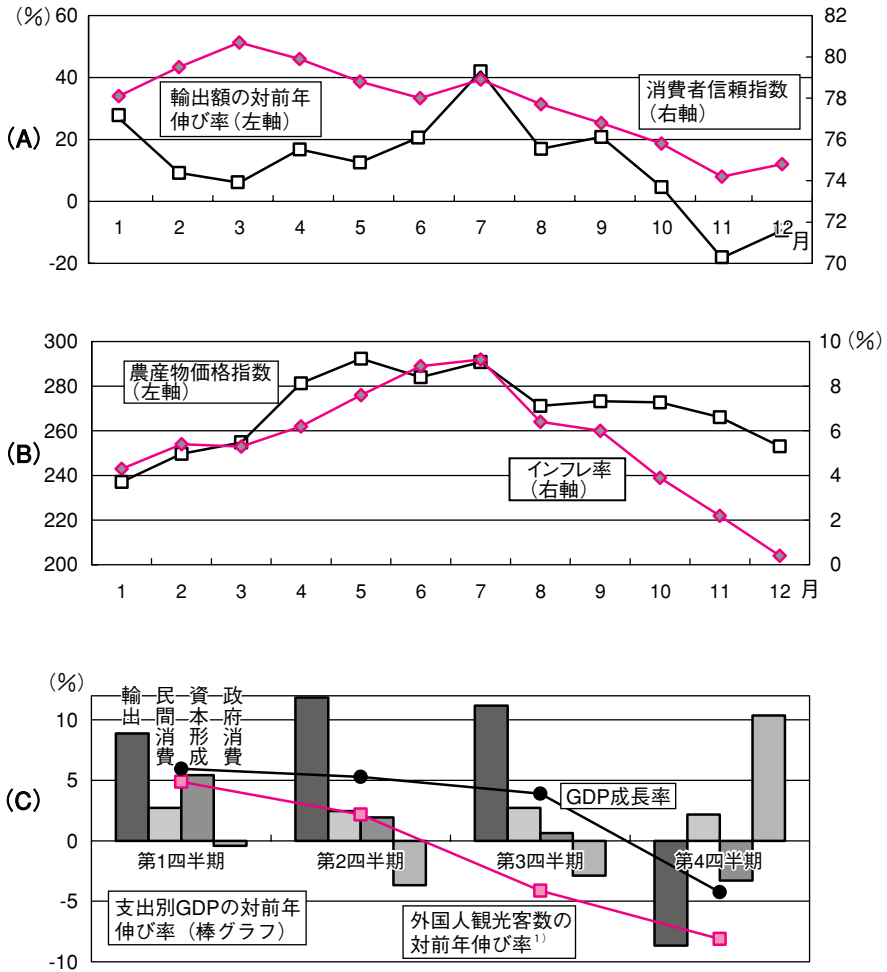 (%)
60
40
20
0
-20
82
80
78
76
74
72
70
(A)
輸出額の対前年
伸び率(左軸)
消費者信頼指数
(右軸)
1 2 3 4 5 6 7 8 9 10 11 12
月
300
280
260
240
220
200
10 (%)
8
6
4
2
0
(B)
農産物価格指数
(左軸)
インフレ率
(右軸)
1 2 3 4 5 6 7 8 9 10 11 12 月
(%)
10
5
0
-5
-10
(C)
輸出
民間消費
資本形成
政府消費
GDP成長率
第1四半期 第2四半期 第3四半期 第4四半期
支出別GDPの対前年
伸び率(棒グラフ)
外国人観光客数の
対前年伸び率1)